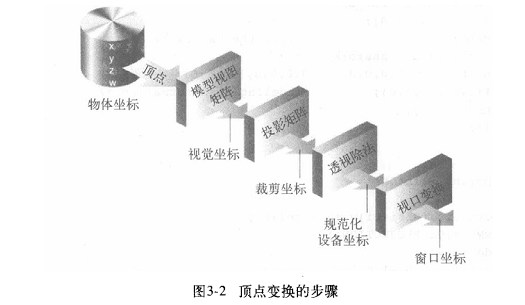 x
y
z
w
顶点
物体坐标
模型视图
矩阵
视觉坐标
投影矩阵
裁剪坐标
透视除法
规范化
设备坐标
视口变换
窗口坐标
图3-2 顶点变换的步骤